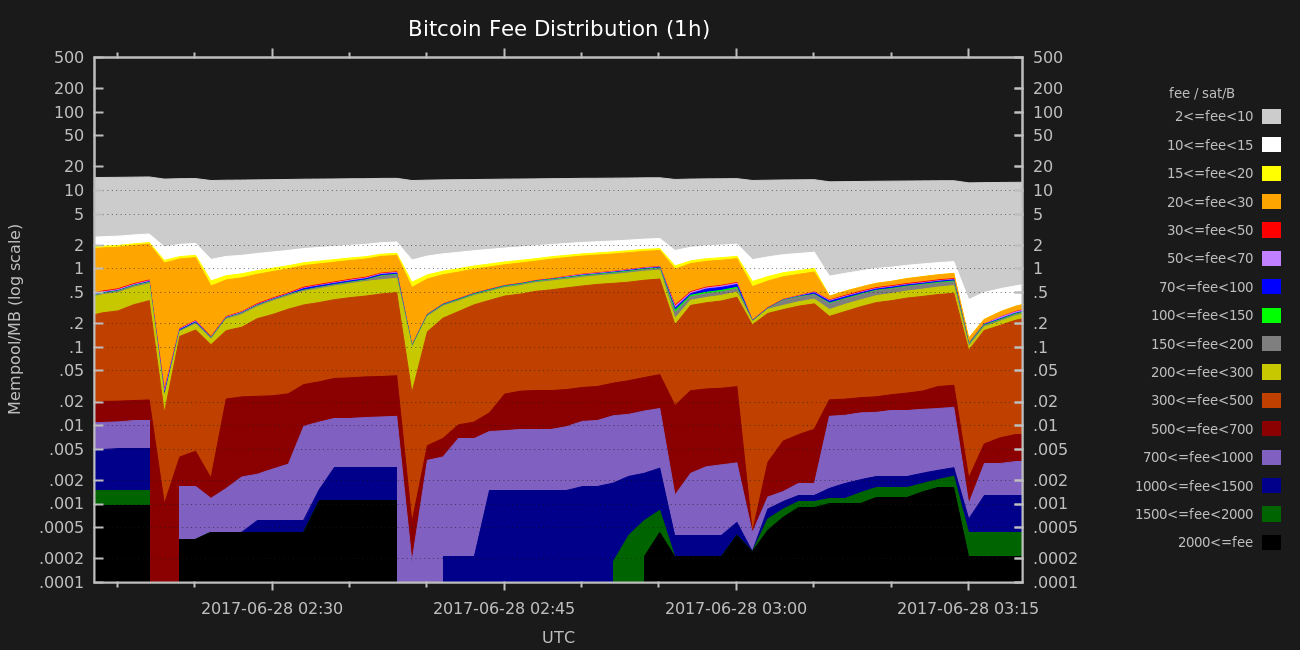 Bitcoin Fee Distribution (1h)
500
200
100
50
20
10
5
2
1
.5
.2
.1
.05
.02
.01
.005
.002
.001
.0005
.0002
.0001
Mempool/MB (log scale)
500
200
100
50
20
10
5
2
1
.5
.2
.1
.05
.02
.01
.005
.002
.001
.0005
.0002
.0001
2017-06-28 02:30 2017-06-28 02:45 2017-06-28 03:00 2017-06-28 03:15
UTC
fee / sat/B
2<=fee<10
10<=fee<15
15<=fee<20
20<=fee<30
30<=fee<50
50<=fee<70
70<=fee<100
100<=fee<150
150<=fee<200
200<=fee<300
300<=fee<500
500<=fee<700
700<=fee<1000
1000<=fee<1500
1500<=fee<2000
2000<=fee